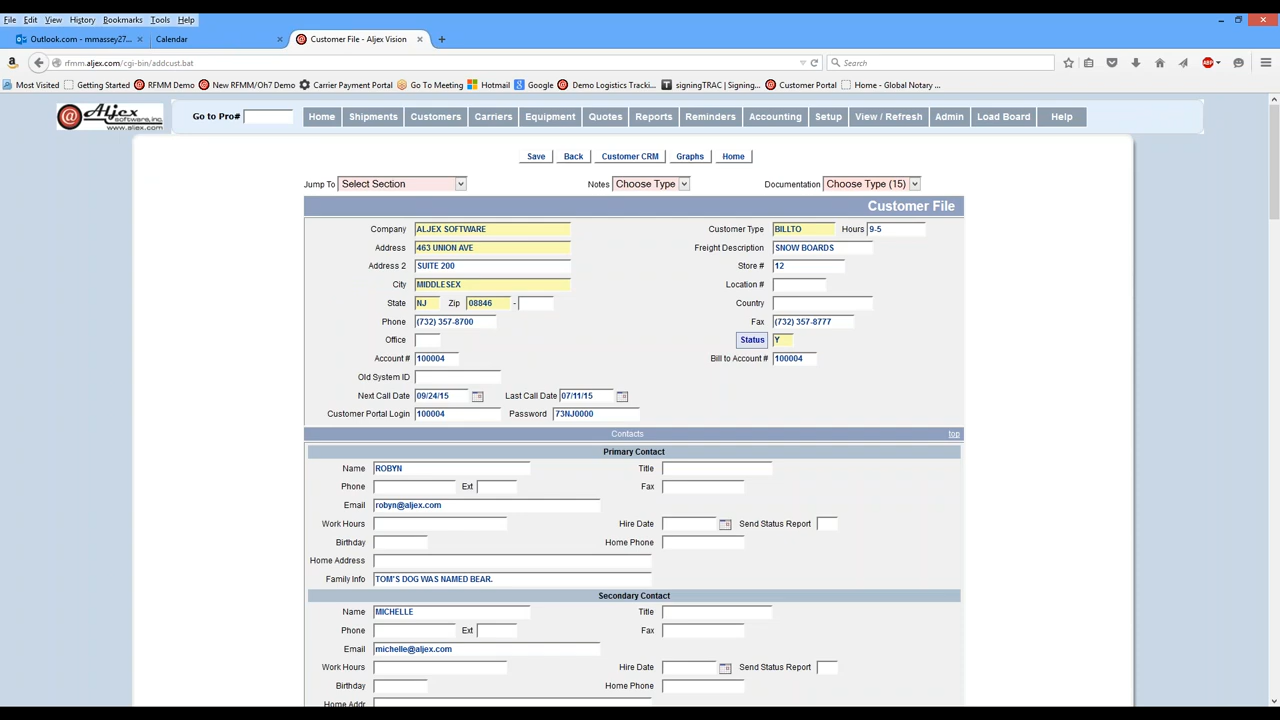 File Edit View History Bookmarks Tools Help
Outlook.com - mmassey27... × Calendar × Customer File - Aljex Vision × +
rfmm.aljex.com/cgi-bin/addcust.bat Search
Most Visited Getting Started RFMM Demo New RFMM/Oh7 Demo Carrier Payment Portal Go To Meeting Hotmail Google Demo Logistics Tracki... signingTRAC | Signing... Customer Portal Home - Global Notary ...
Aljex Software, inc. www.aljex.com Go to Pro# Home Shipments Customers Carriers Equipment Quotes Reports Reminders Accounting Setup View / Refresh Admin Load Board Help
Save Back Customer CRM Graphs Home
Jump To Select Section Notes Choose Type Documentation Choose Type (15)
Customer File
Company ALJEX SOFTWARE Customer Type BILLTO Hours 9-5
Address 463 UNION AVE Freight Description SNOW BOARDS
Address 2 SUITE 200 Store # 12
City MIDDLESEX Location #
State NJ Zip 08846 - Country
Phone (732) 357-8700 Fax (732) 357-8777
Office Status Y
Account # 100004 Bill to Account # 100004
Old System ID
Next Call Date 09/24/15 Last Call Date 07/11/15
Customer Portal Login 100004 Password 73NJ0000
Contacts top
Primary Contact
Name ROBYN Title
Phone Ext Fax
Email robyn@aljex.com
Work Hours Hire Date Send Status Report
Birthday Home Phone
Home Address
Family Info TOM'S DOG WAS NAMED BEAR.
Secondary Contact
Name MICHELLE Title
Phone Ext Fax
Email michelle@aljex.com
Work Hours Hire Date Send Status Report
Birthday Home Phone
Home Addr